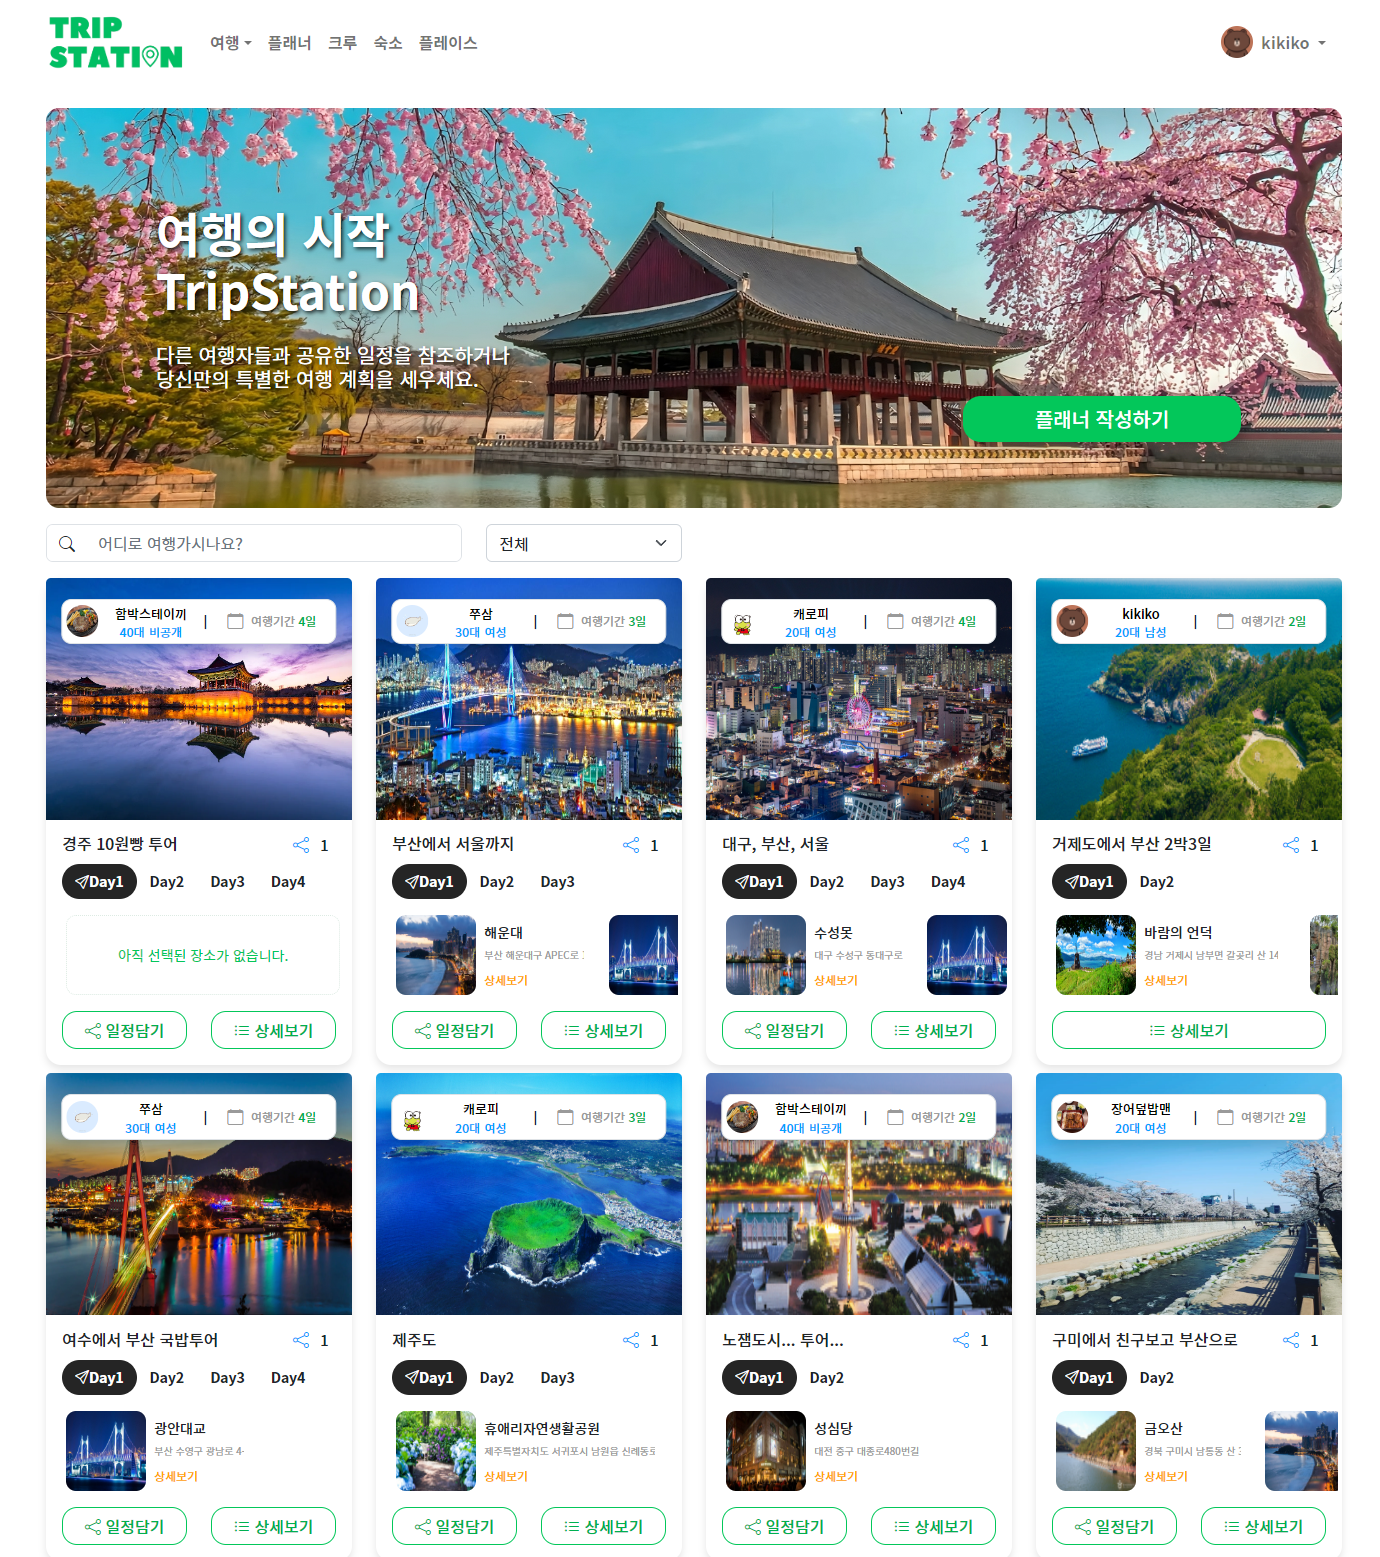 TRIP
STATION
여행 플래너 크루 숙소 플레이스
kikiko
여행의 시작
TripStation
다른 여행자들과 공유한 일정을 참조하거나
당신만의 특별한 여행 계획을 세우세요.
플래너 작성하기
어디로 여행가시나요?
전체
함박스테이끼
40대 비공개
|
여행기간 4일
경주 10원빵 투어
1
Day1 Day2 Day3 Day4
아직 선택된 장소가 없습니다.
일정담기 상세보기
쭈삼
30대 여성
|
여행기간 3일
부산에서 서울까지
1
Day1 Day2 Day3
해운대
부산 해운대구 APEC로
상세보기
일정담기 상세보기
캐로피
20대 여성
|
여행기간 4일
대구, 부산, 서울
1
Day1 Day2 Day3 Day4
수성못
대구 수성구 동대구로
상세보기
일정담기 상세보기
kikiko
20대 남성
|
여행기간 2일
거제도에서 부산 2박3일
1
Day1 Day2
바람의 언덕
경남 거제시 남부면 갈곶리 산 14
상세보기
상세보기
쭈삼
30대 여성
|
여행기간 4일
여수에서 부산 국밥투어
1
Day1 Day2 Day3 Day4
광안대교
부산 수영구 광남로 4-
상세보기
일정담기 상세보기
캐로피
20대 여성
|
여행기간 3일
제주도
1
Day1 Day2 Day3
휴애리자연생활공원
제주특별자치도 서귀포시 남원읍 신례동로
상세보기
일정담기 상세보기
함박스테이끼
40대 비공개
|
여행기간 2일
노잼도시... 투어...
1
Day1 Day2
성심당
대전 중구 대종로480번길
상세보기
일정담기 상세보기
장어덮밥맨
20대 여성
|
여행기간 2일
구미에서 친구보고 부산으로
1
Day1 Day2
금오산
경북 구미시 남통동 산
상세보기
일정담기 상세보기